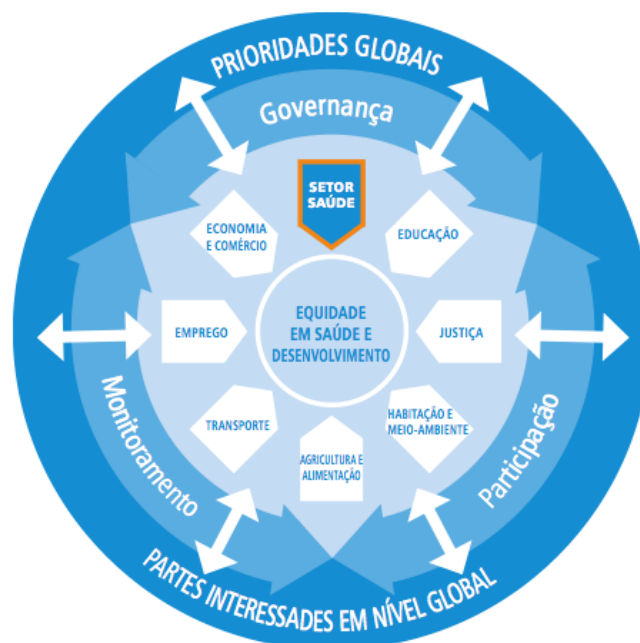 PRIORIDADES GLOBAIS
Governança
SETOR
SAÚDE
ECONOMIA
E COMÉRCIO
EDUCAÇÃO
EQUIDADE
EM SAÚDE E
DESENVOLVIMENTO
EMPREGO
JUSTIÇA
TRANSPORTE
HABITAÇÃO E
MEIO-AMBIENTE
AGRICULTURA E
ALIMENTAÇÃO
Monitoramento
Participação
PARTES INTERESSADES EM NÍVEL GLOBAL